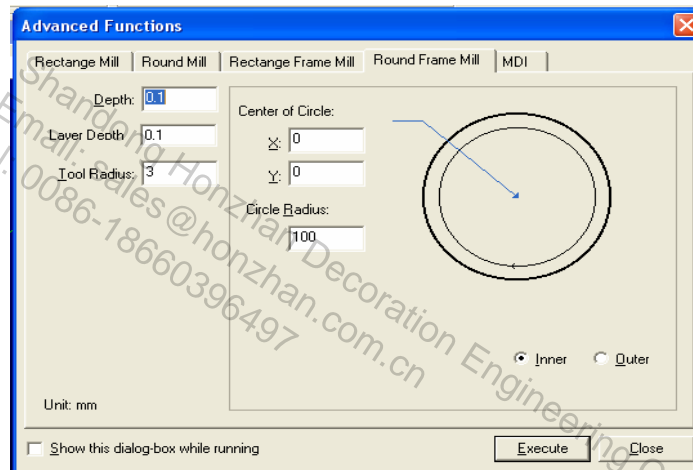 Advanced Functions
Rectange Mill
Round Mill
Rectange Frame Mill
Round Frame Mill
MDI
Depth: 0.1
Layer Depth 0.1
Tool Radius: 3
Center of Circle:
X: 0
Y: 0
Circle Radius:
100
Inner
Outer
Unit: mm
Show this dialog-box while running
Execute
Close
Shandong Honzhan Decoration Engineering
Email: sales@honzhan.com.cn
0086-18660396497